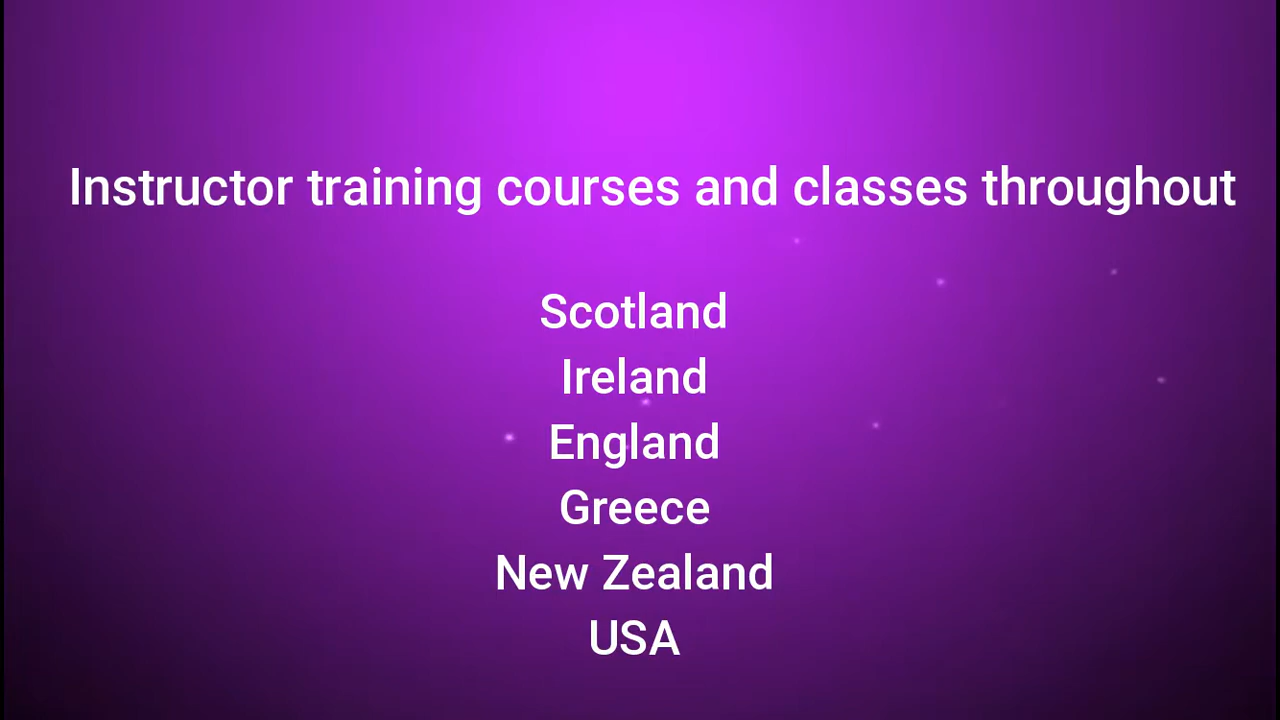 Instructor training courses and classes throughout
Scotland
Ireland
England
Greece
New Zealand
USA